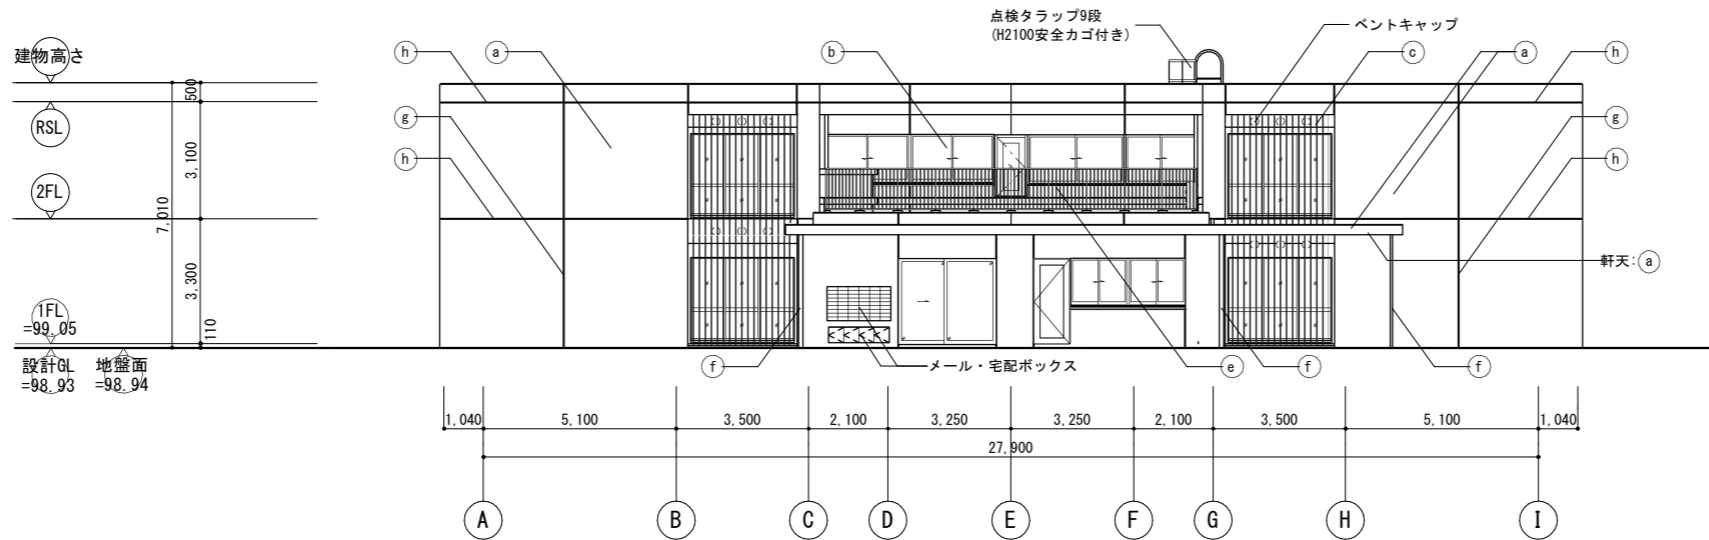 点検タラップ9段
(H2100安全カゴ付き)
ベントキャップ
建物高さ
h
a
b
c
a
h
500
RSL
g
g
h
h
3,100
2FL
7,010
軒天:a
3,300
1FL
=99.05
110
設計GL
=98.93
地盤面
=98.94
f
メール・宅配ボックス
e
f
f
1,040
5,100
3,500
2,100
3,250
3,250
2,100
3,500
5,100
1,040
27,900
A
B
C
D
E
F
G
H
I